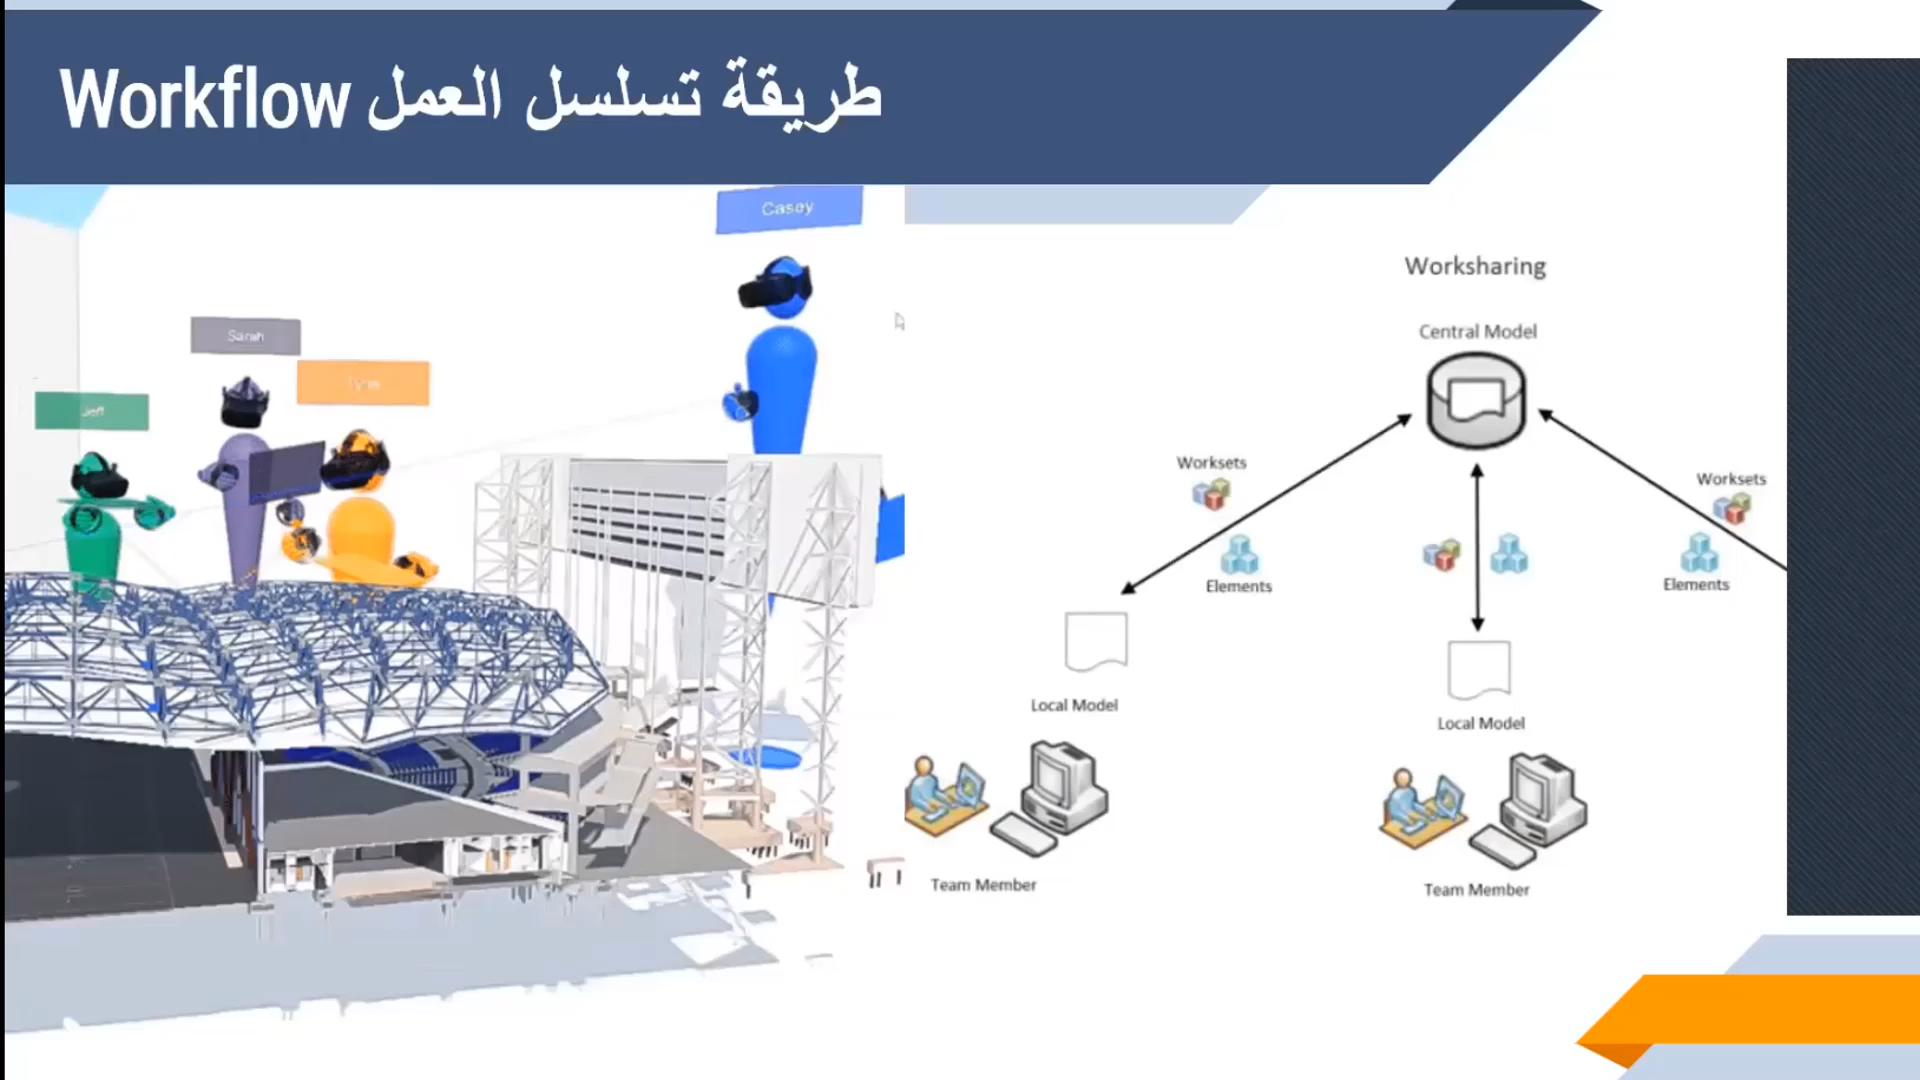 طريقة تسلسل العمل Workflow
Casey
Sarah
Jeff
Worksharing
Central Model
Worksets
Worksets
Elements
Elements
Local Model
Local Model
Team Member
Team Member